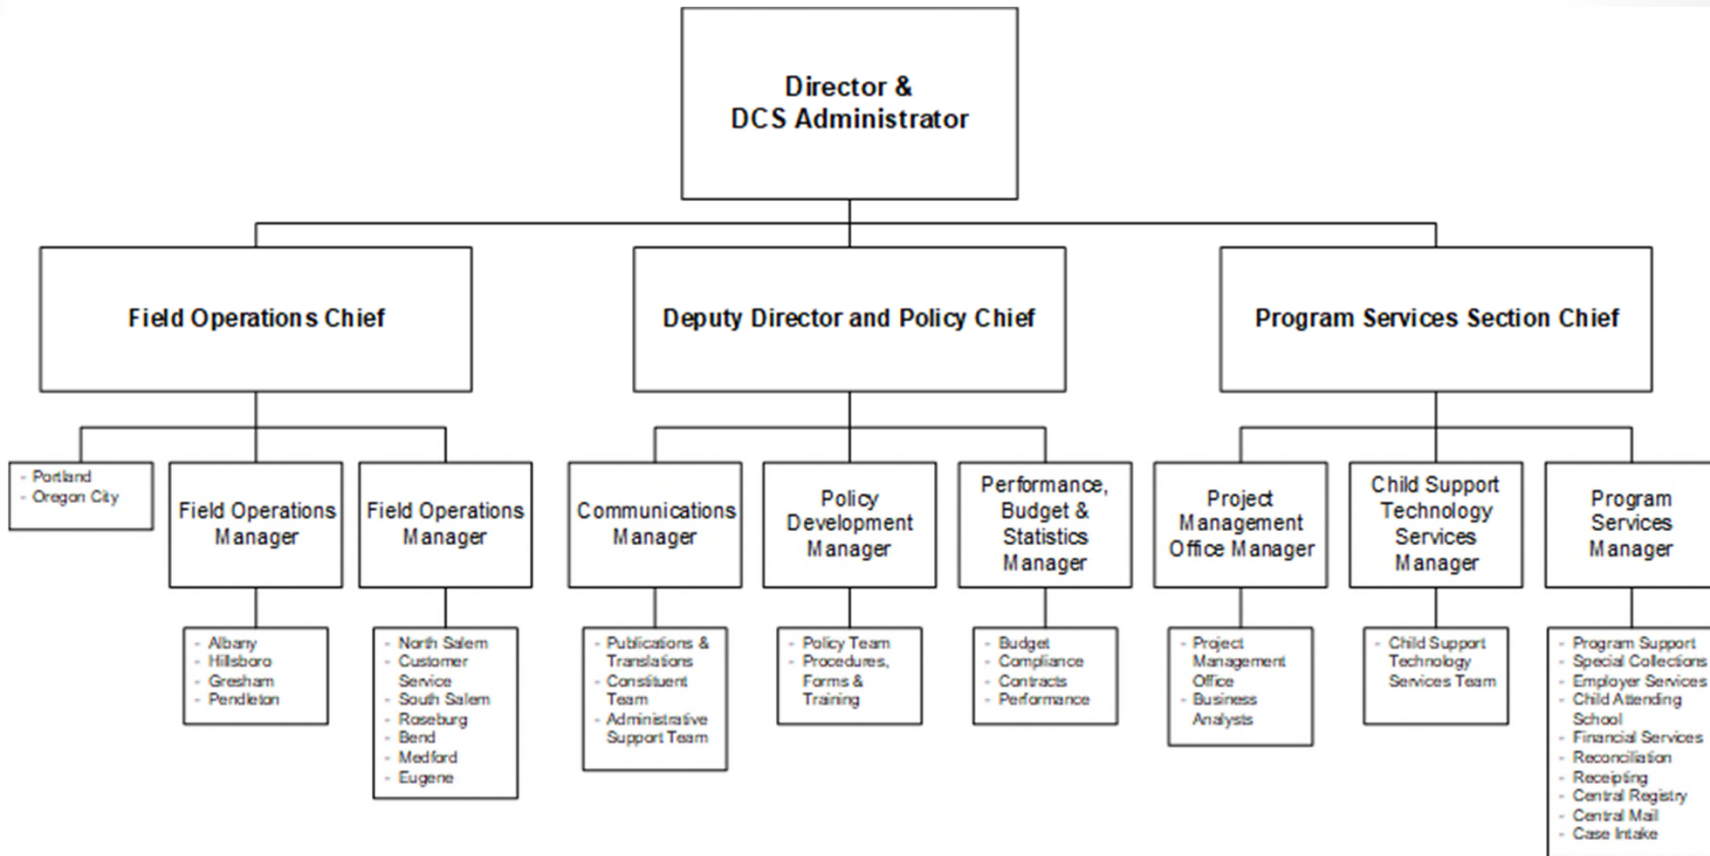 Director &
DCS Administrator
Field Operations Chief
Deputy Director and Policy Chief
Program Services Section Chief
- Portland
- Oregon City
Field Operations
Manager
Field Operations
Manager
Communications
Manager
Policy
Development
Manager
Performance,
Budget &
Statistics
Manager
Project
Management
Office Manager
Child Support
Technology
Services
Manager
Program
Services
Manager
- Albany
- Hillsboro
- Gresham
- Pendleton
- North Salem
- Customer
Service
- South Salem
- Roseburg
- Bend
- Medford
- Eugene
- Publications &
Translations
- Constituent
Team
- Administrative
Support Team
- Policy Team
- Procedures,
Forms &
Training
- Budget
- Compliance
- Contracts
- Performance
- Project
Management
Office
- Business
Analysts
- Child Support
Technology
Services Team
- Program Support
- Special Collections
- Employer Services
- Child Attending
School
- Financial Services
- Reconciliation
- Receipting
- Central Registry
- Central Mail
- Case Intake